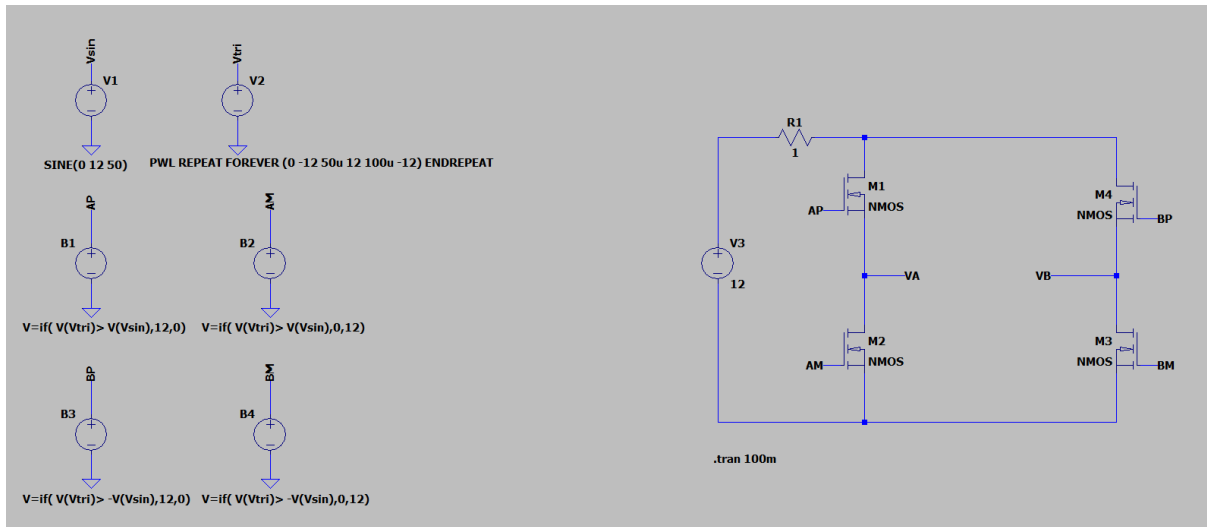 Vsin
V1
SINE(0 12 50)
Vtri
V2
PWL REPEAT FOREVER (0 -12 50u 12 100u -12) ENDREPEAT
AP
B1
V=if( V(Vtri)> V(Vsin),12,0)
AM
B2
V=if( V(Vtri)> V(Vsin),0,12)
BP
B3
V=if( V(Vtri)> -V(Vsin),12,0)
BM
B4
V=if( V(Vtri)> -V(Vsin),0,12)
R1
1
V3
12
M1
NMOS
AP
M4
NMOS
BP
VA
VB
M2
NMOS
AM
M3
NMOS
BM
.tran 100m